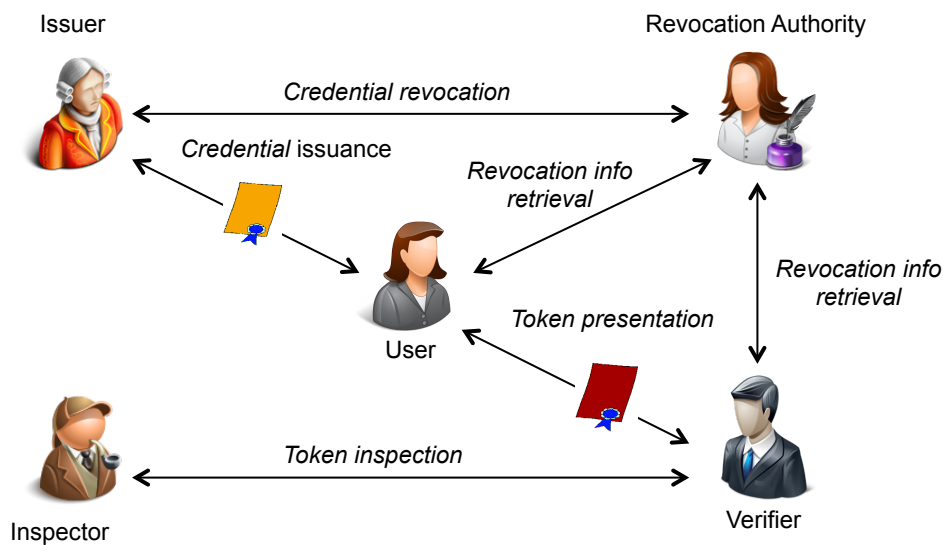 Issuer
Revocation Authority
Credential revocation
Credential issuance
Revocation info
retrieval
Revocation info
retrieval
Token presentation
User
Token inspection
Inspector
Verifier